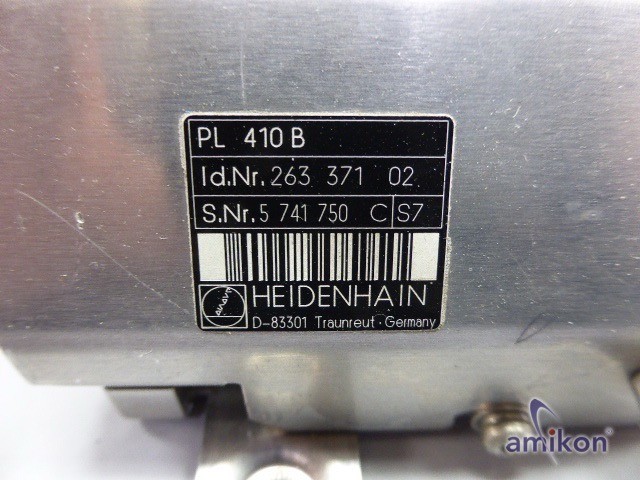 PL 410 B
Id.Nr. 263 371 02
S.Nr. 5 741 750 C S7
HEIDENHAIN
D-83301 Traunreut · Germany
amikon